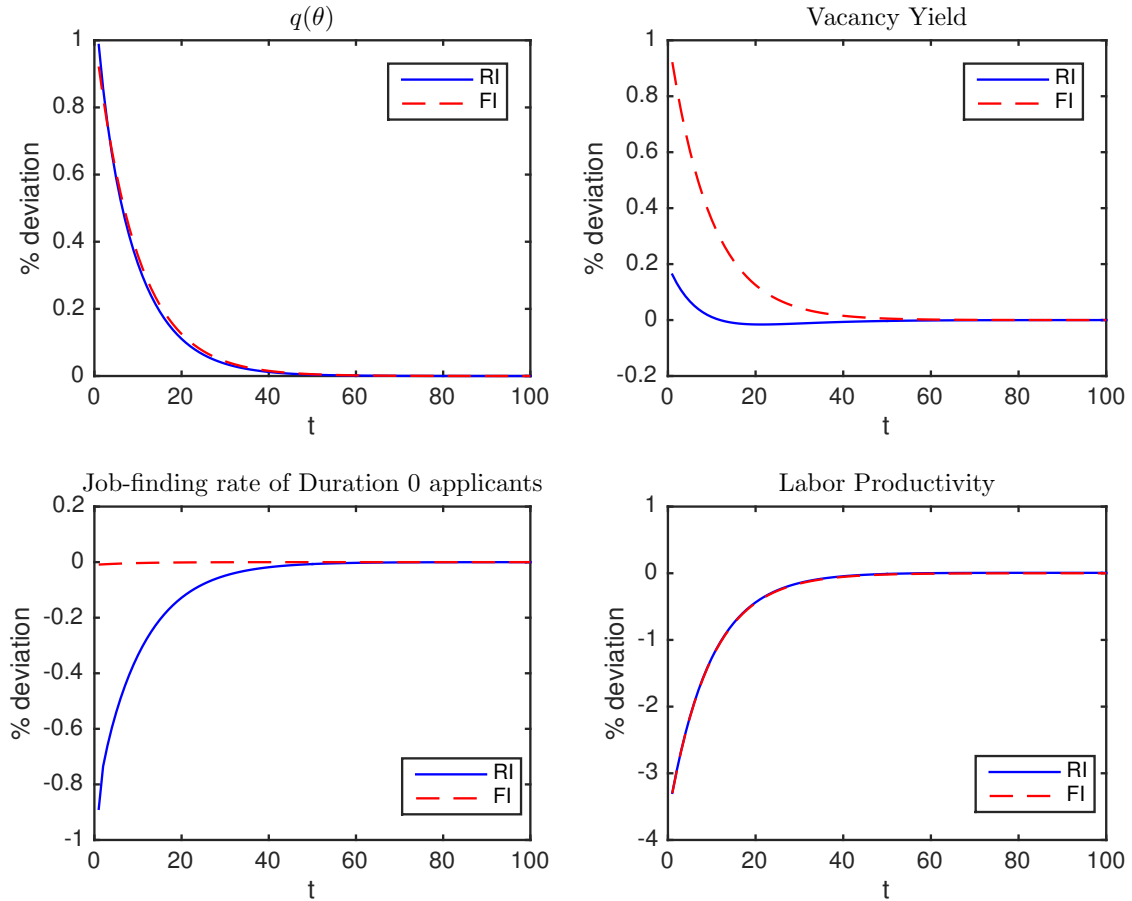 q(θ)
1
0.8
0.6
0.4
0.2
0
% deviation
0 20 40 60 80 100
t
RI
FI
Vacancy Yield
1
0.8
0.6
0.4
0.2
0
-0.2
% deviation
0 20 40 60 80 100
t
RI
FI
Job-finding rate of Duration 0 applicants
0.2
0
-0.2
-0.4
-0.6
-0.8
-1
% deviation
0 20 40 60 80 100
t
RI
FI
Labor Productivity
1
0
-1
-2
-3
-4
% deviation
0 20 40 60 80 100
t
RI
FI